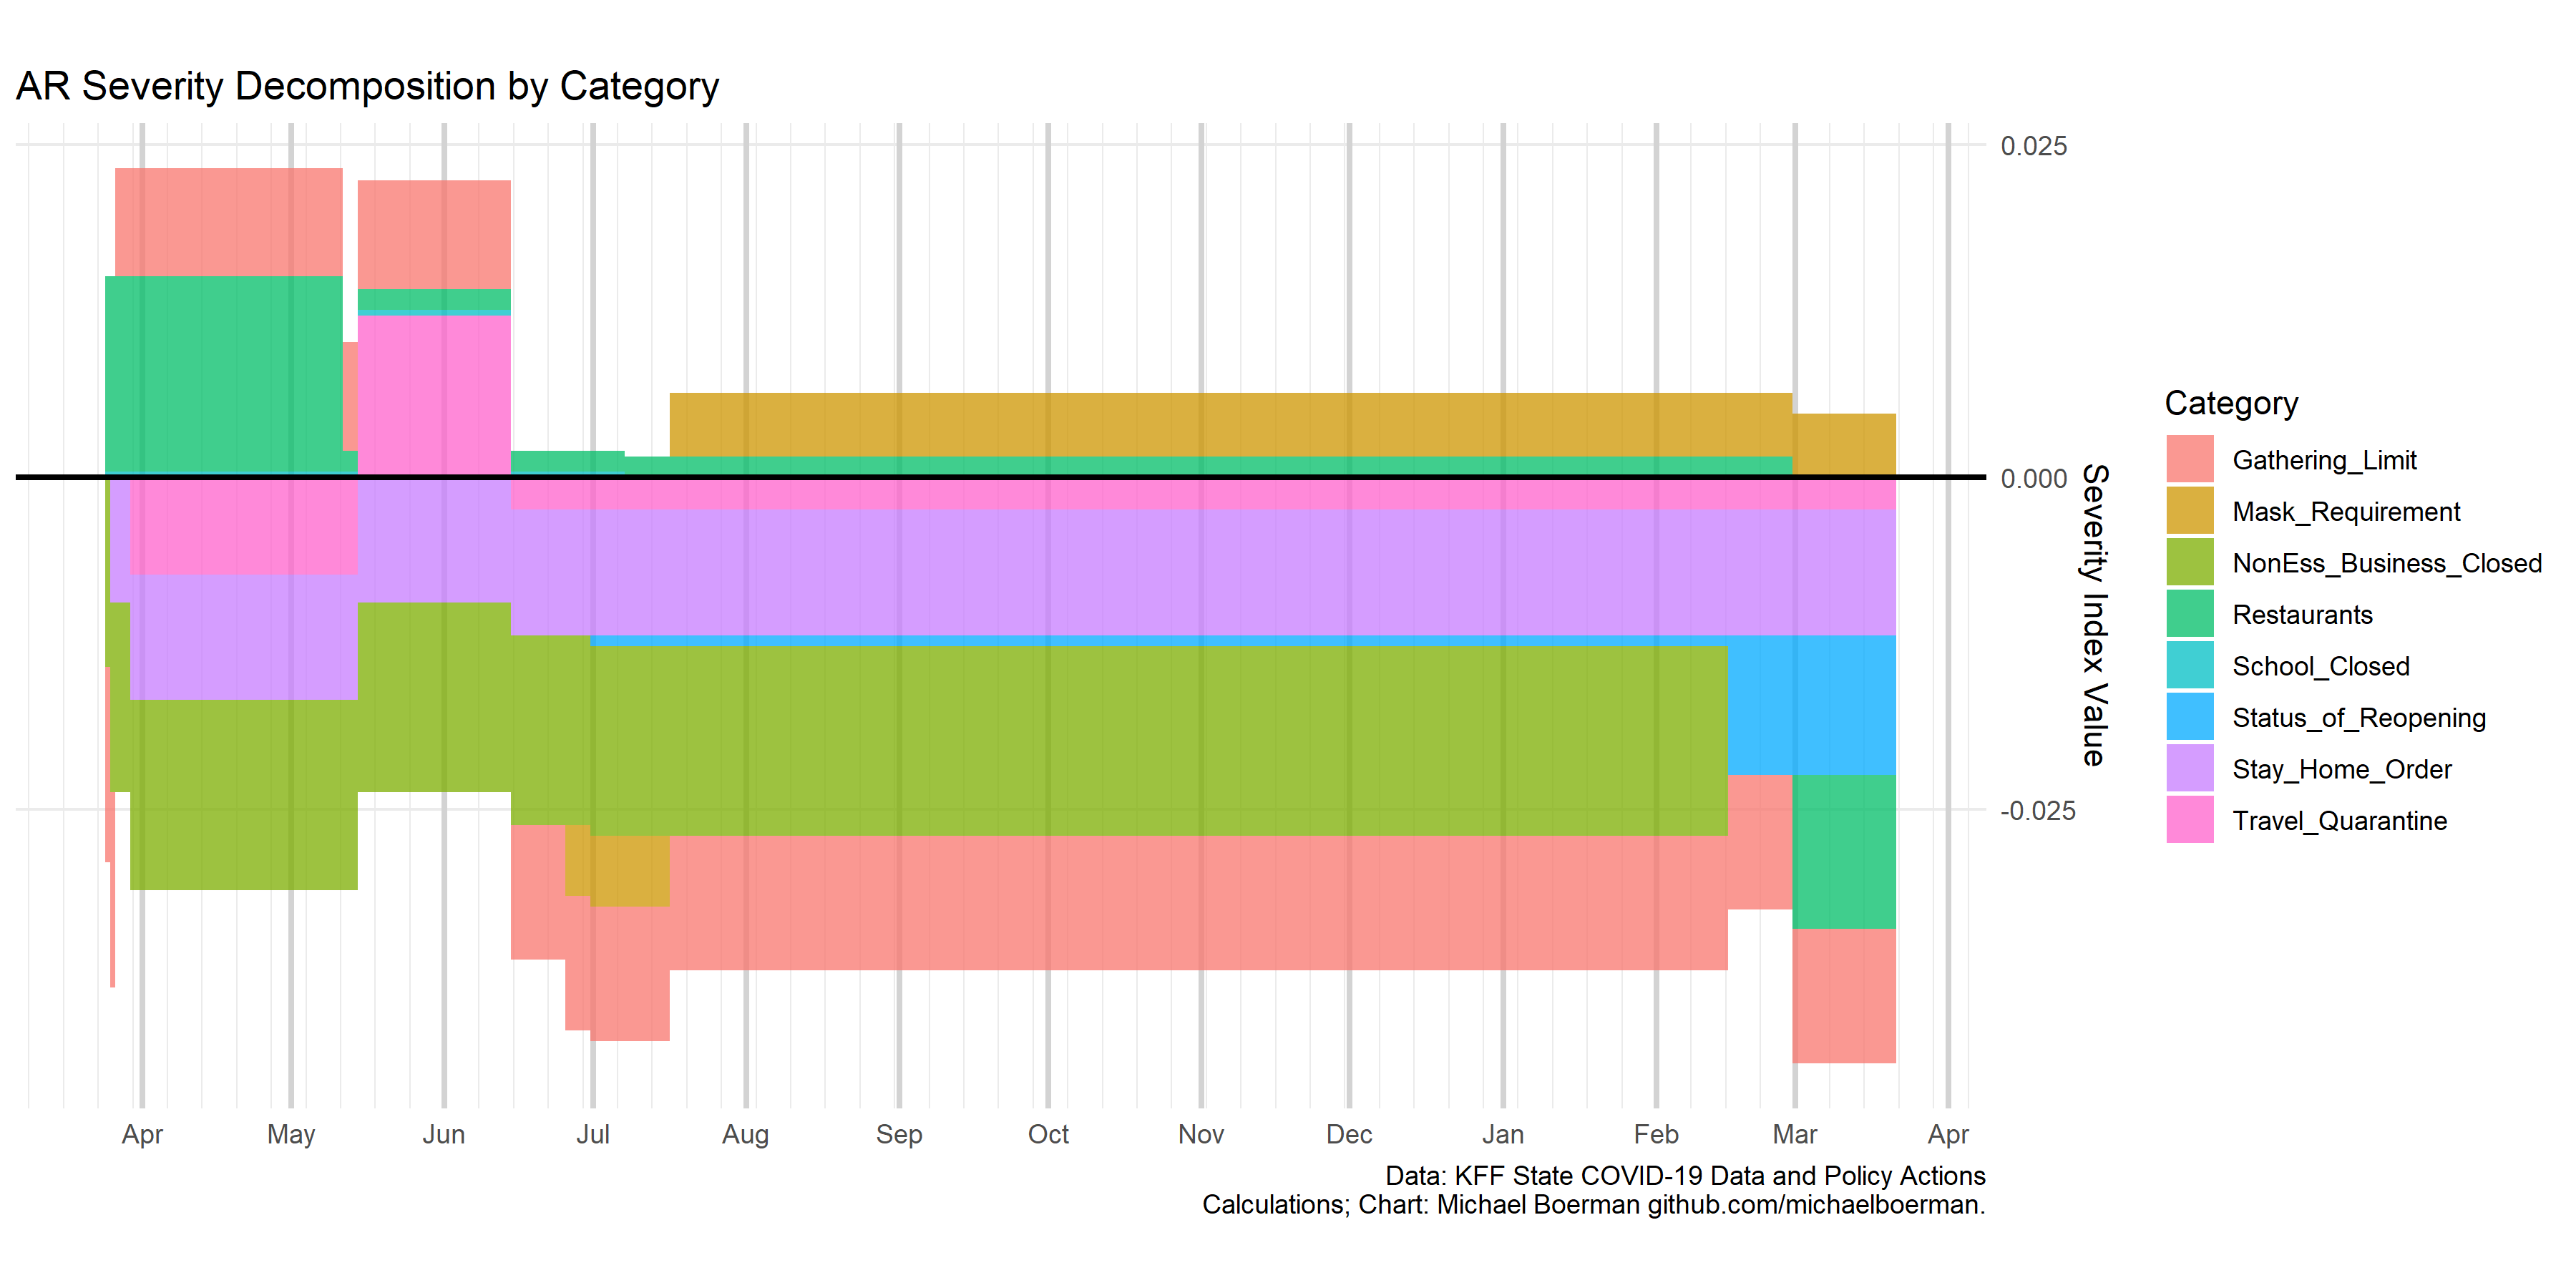 AR Severity Decomposition by Category
0.025
0.000
-0.025
Severity Index Value
Category
Gathering_Limit
Mask_Requirement
NonEss_Business_Closed
Restaurants
School_Closed
Status_of_Reopening
Stay_Home_Order
Travel_Quarantine
Apr May Jun Jul Aug Sep Oct Nov Dec Jan Feb Mar Apr
Data: KFF State COVID-19 Data and Policy Actions
Calculations; Chart: Michael Boerman github.com/michaelboerman.